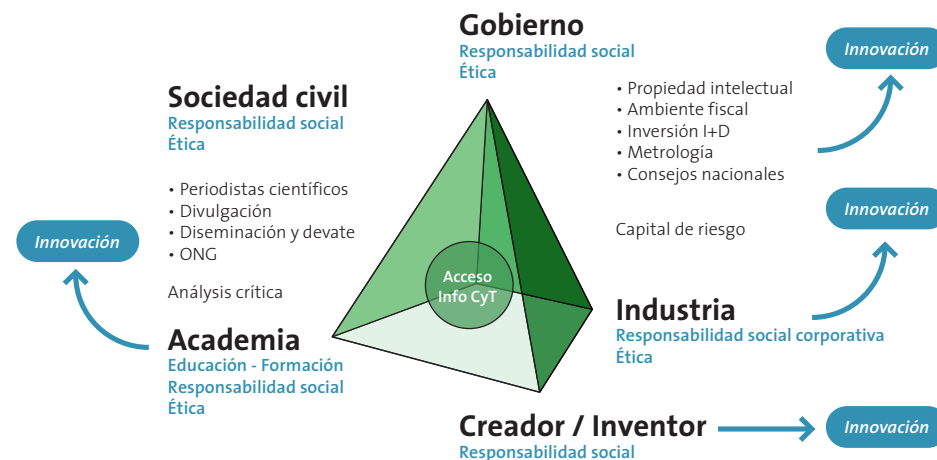 Gobierno
Responsabilidad social
Ética
Innovación
• Propiedad intelectual
• Ambiente fiscal
• Inversión I+D
• Metrología
• Consejos nacionales
Sociedad civil
Responsabilidad social
Ética
• Periodistas científicos
• Divulgación
• Diseminación y devate
• ONG
Innovación
Análysis crítica
Capital de riesgo
Innovación
Acceso
Info CyT
Academia
Educación - Formación
Responsabilidad social
Ética
Industria
Responsabilidad social corporativa
Ética
Creador / Inventor
Responsabilidad social
Innovación